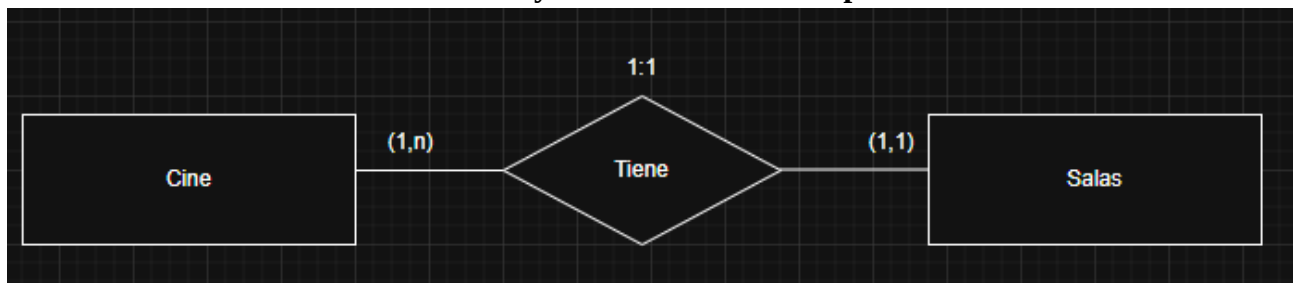 1:1
(1,n)
(1,1)
Cine
Tiene
Salas